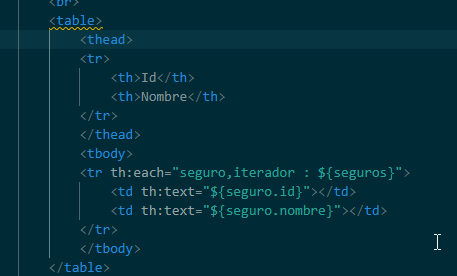 <br>
<table>
<thead>
<tr>
<th>Id</th>
<th>Nombre</th>
</tr>
</thead>
<tbody>
<tr th:each="seguro,iterador : ${seguros}">
<td th:text="${seguro.id}"></td>
<td th:text="${seguro.nombre}"></td>
</tr>
</tbody>
</table>